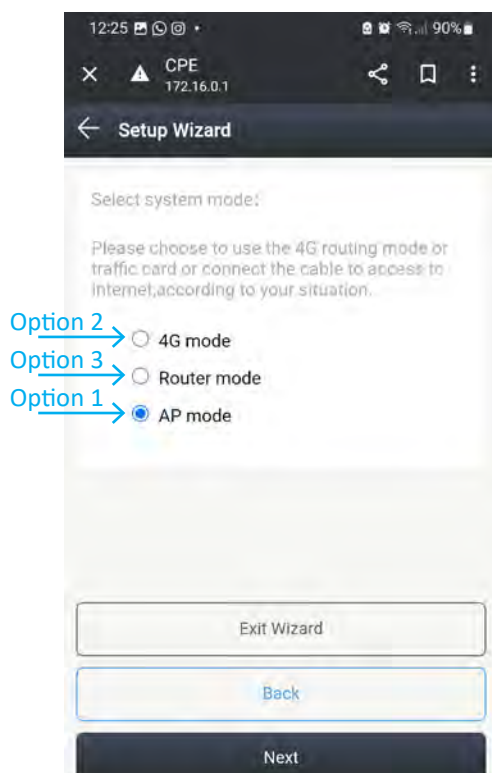 12:25
90%
CPE
172.16.0.1
Setup Wizard
Select system mode:
Please choose to use the 4G routing mode or
traffic card or connect the cable to access to
internet,according to your situation.
Option 2
4G mode
Option 3
Router mode
Option 1
AP mode
Exit Wizard
Back
Next